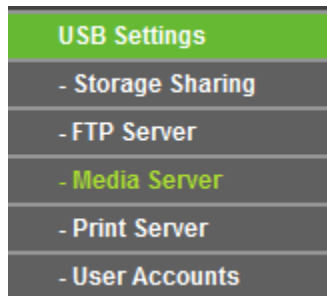 USB Settings
- Storage Sharing
- FTP Server
- Media Server
- Print Server
- User Accounts